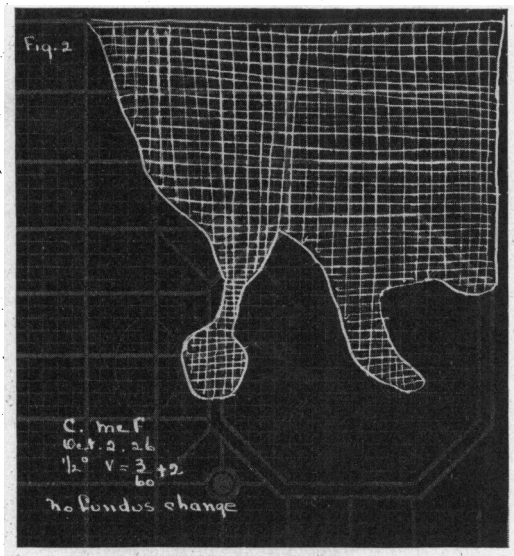 Fig. 2
C. McF
Oct. 2. 26
1/2° V = 3/60 +2
no fundus change